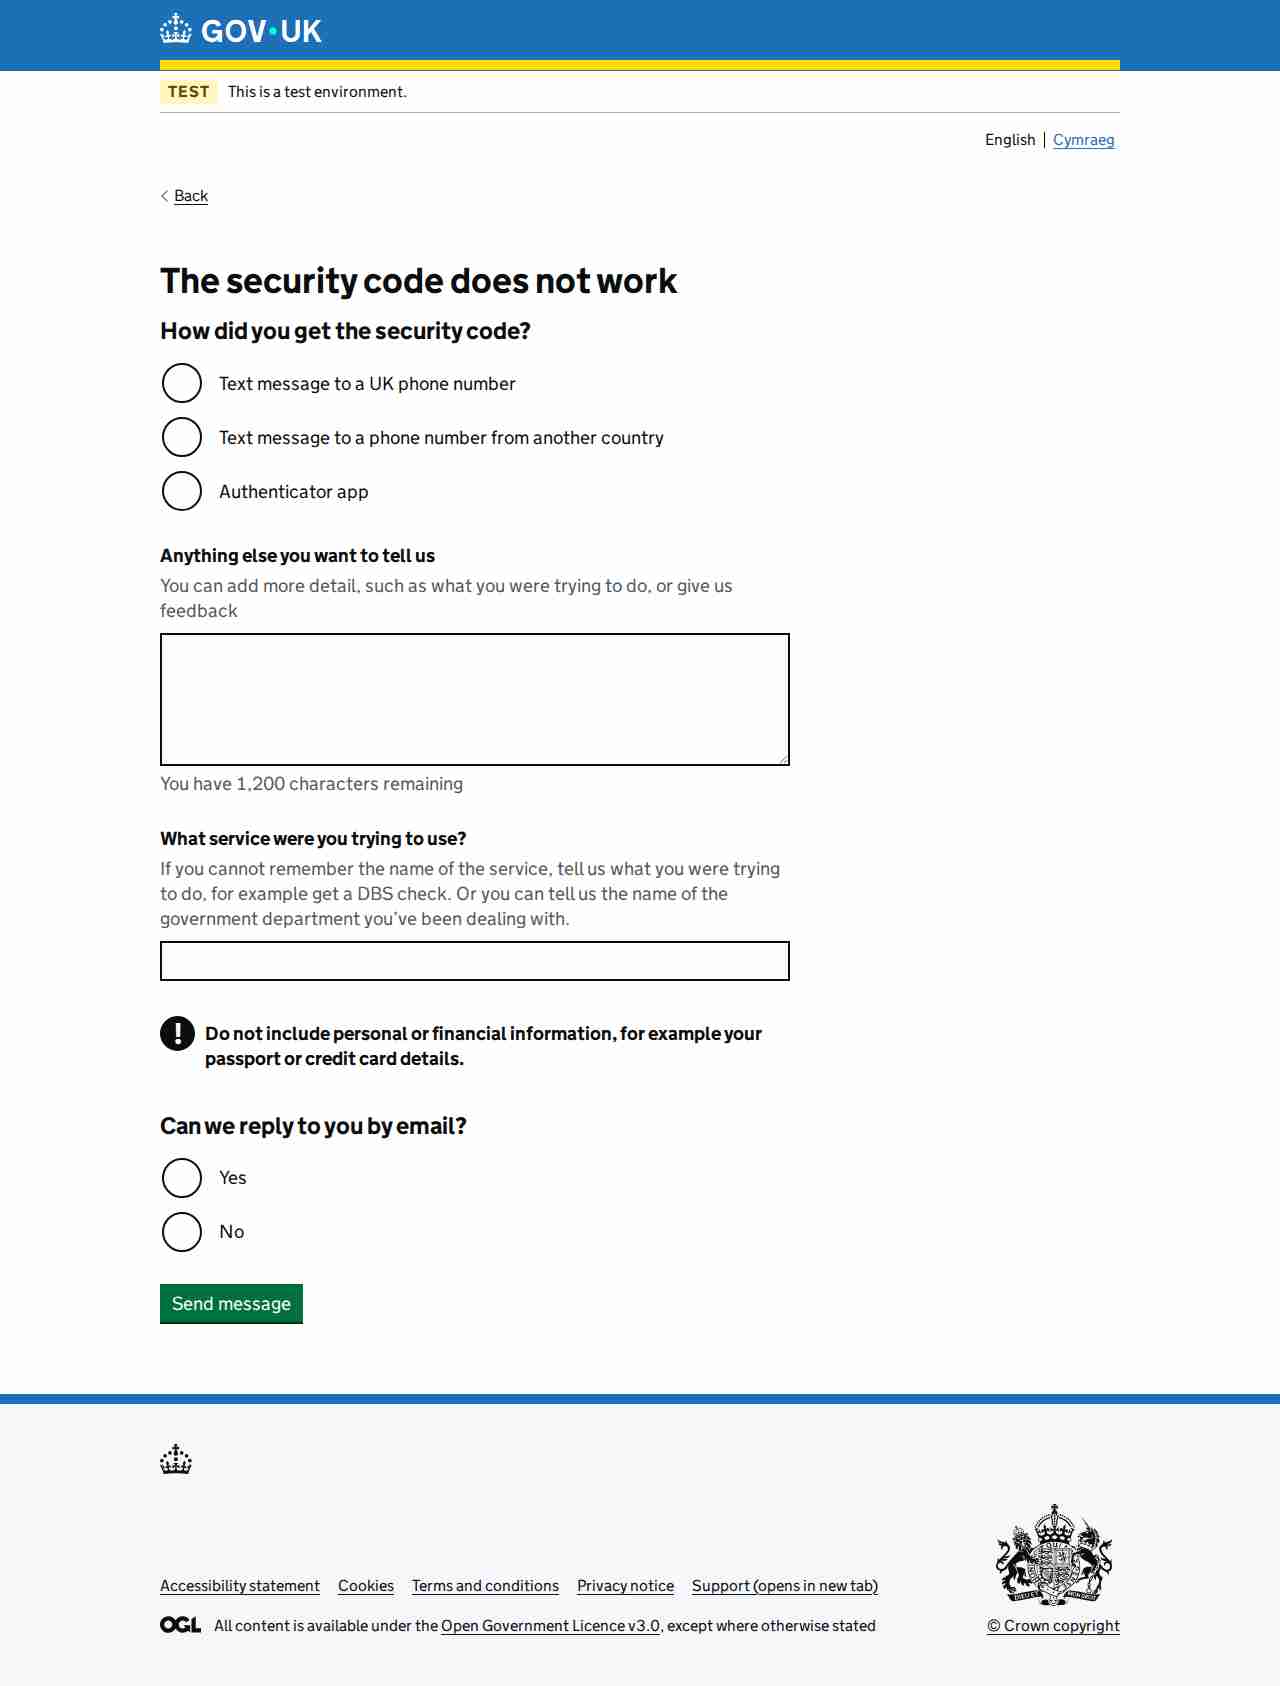 GOV·UK
TEST This is a test environment.
English | Cymraeg
Back
The security code does not work
How did you get the security code?
Text message to a UK phone number
Text message to a phone number from another country
Authenticator app
Anything else you want to tell us
You can add more detail, such as what you were trying to do, or give us
feedback
You have 1,200 characters remaining
What service were you trying to use?
If you cannot remember the name of the service, tell us what you were trying
to do, for example get a DBS check. Or you can tell us the name of the
government department you’ve been dealing with.
! Do not include personal or financial information, for example your
passport or credit card details.
Can we reply to you by email?
Yes
No
Send message
Accessibility statement Cookies Terms and conditions Privacy notice Support (opens in new tab)
OGL All content is available under the Open Government Licence v3.0, except where otherwise stated
© Crown copyright